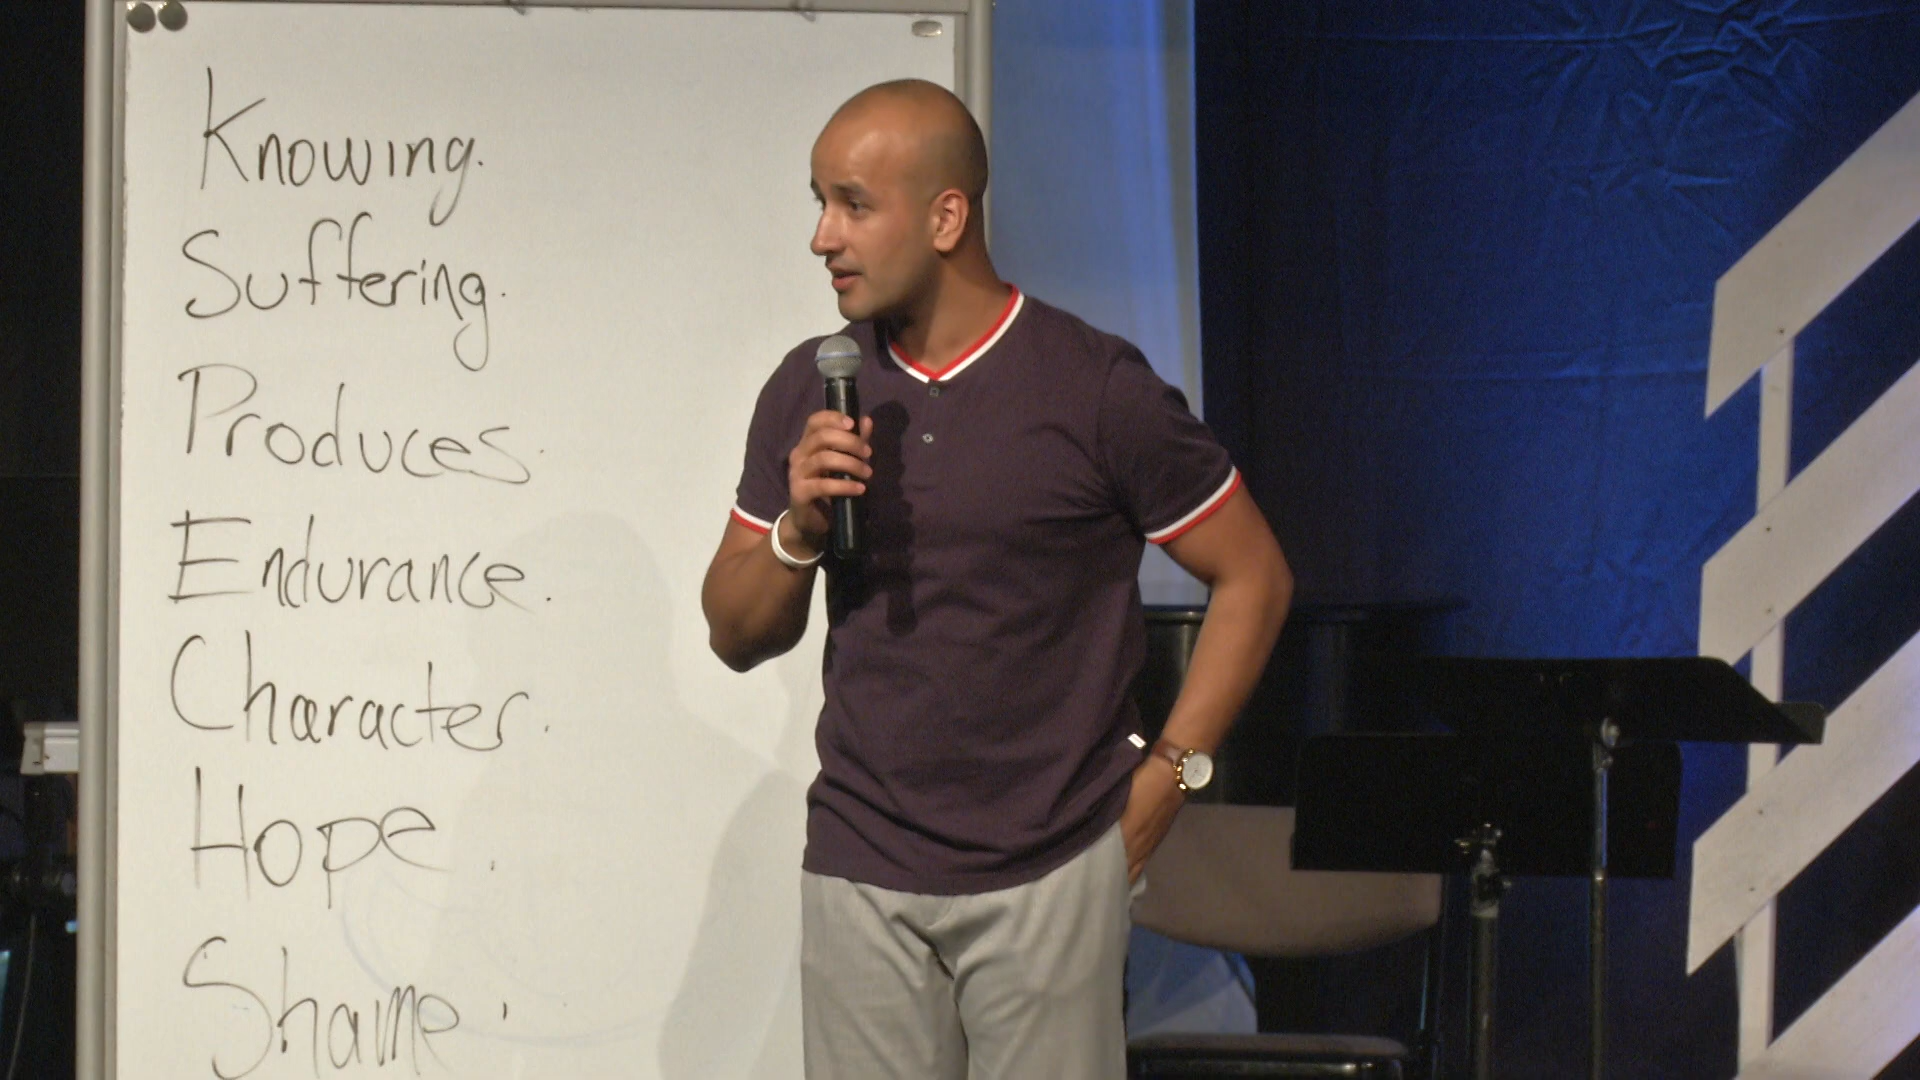 Knowing.
Suffering.
Produces.
Endurance.
Character.
Hope.
Shame.